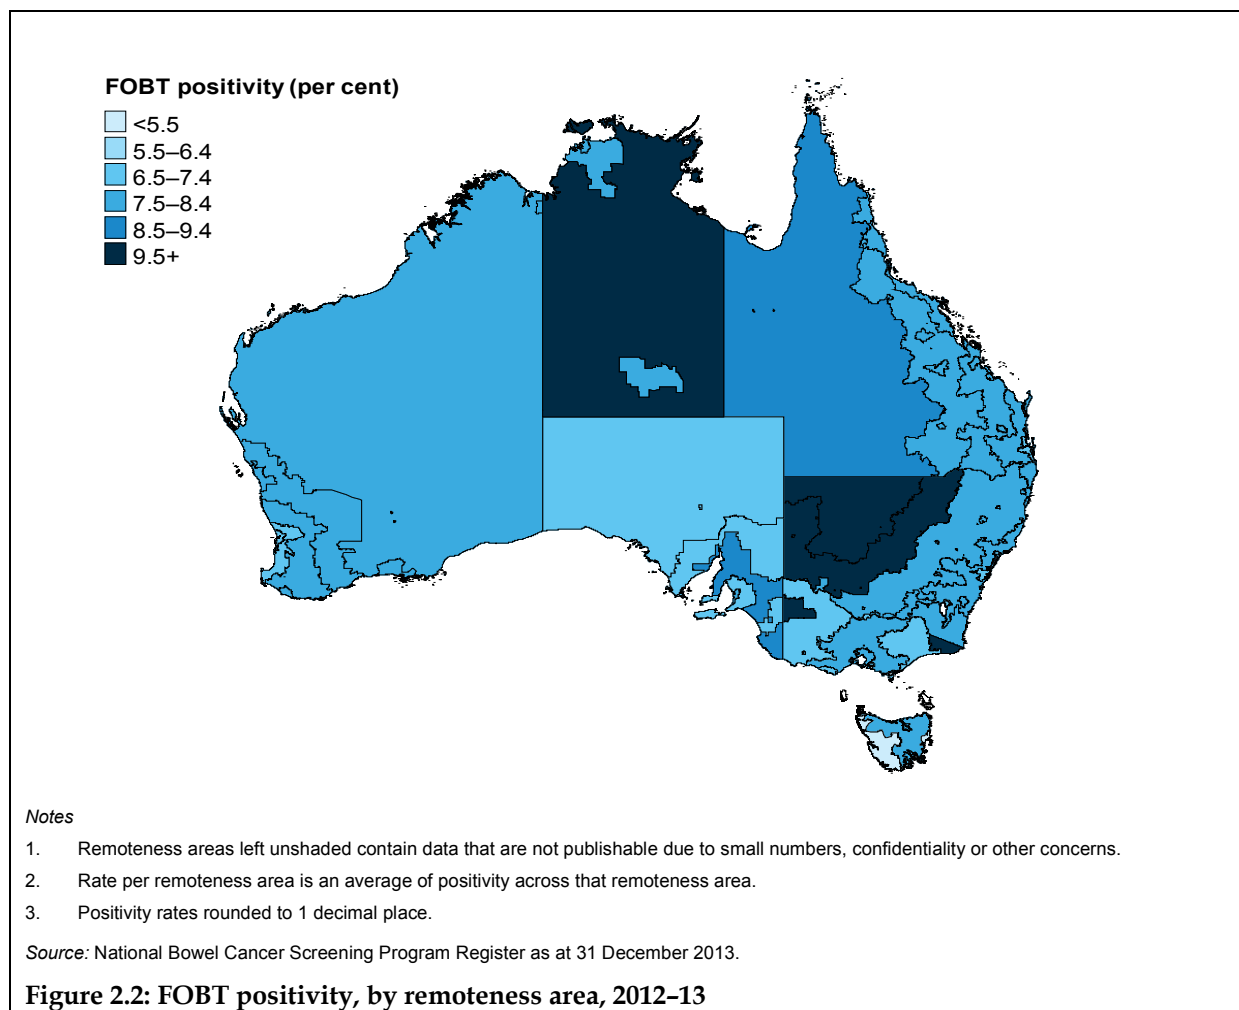 FOBT positivity (per cent)
<5.5
5.5–6.4
6.5–7.4
7.5–8.4
8.5–9.4
9.5+
Notes
1. Remoteness areas left unshaded contain data that are not publishable due to small numbers, confidentiality or other concerns.
2. Rate per remoteness area is an average of positivity across that remoteness area.
3. Positivity rates rounded to 1 decimal place.
Source: National Bowel Cancer Screening Program Register as at 31 December 2013.
Figure 2.2: FOBT positivity, by remoteness area, 2012–13